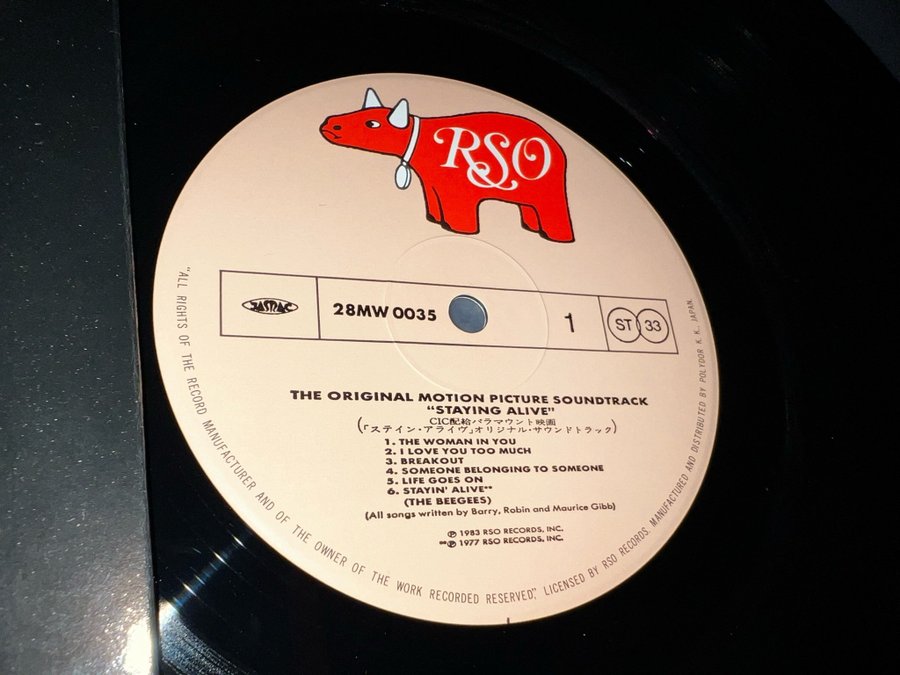 RSO
JASRAC
28MW 0035
1
ST 33
THE ORIGINAL MOTION PICTURE SOUNDTRACK
"STAYING ALIVE"
(CIC配給パラマウント映画
「ステイン・アライヴ」オリジナル・サウンドトラック)
1. THE WOMAN IN YOU
2. I LOVE YOU TOO MUCH
3. BREAKOUT
4. SOMEONE BELONGING TO SOMEONE
5. LIFE GOES ON
6. STAYIN' ALIVE**
(THE BEEGEES)
(All songs written by Barry, Robin and Maurice Gibb)
℗ 1983 RSO RECORDS, INC.
**℗ 1977 RSO RECORDS, INC.
"ALL RIGHTS OF THE RECORD MANUFACTURER AND OF THE OWNER OF THE WORK RECORDED RESERVED", LICENSED BY RSO RECORDS. MANUFACTURED AND DISTRIBUTED BY POLYDOR K. K. JAPAN.